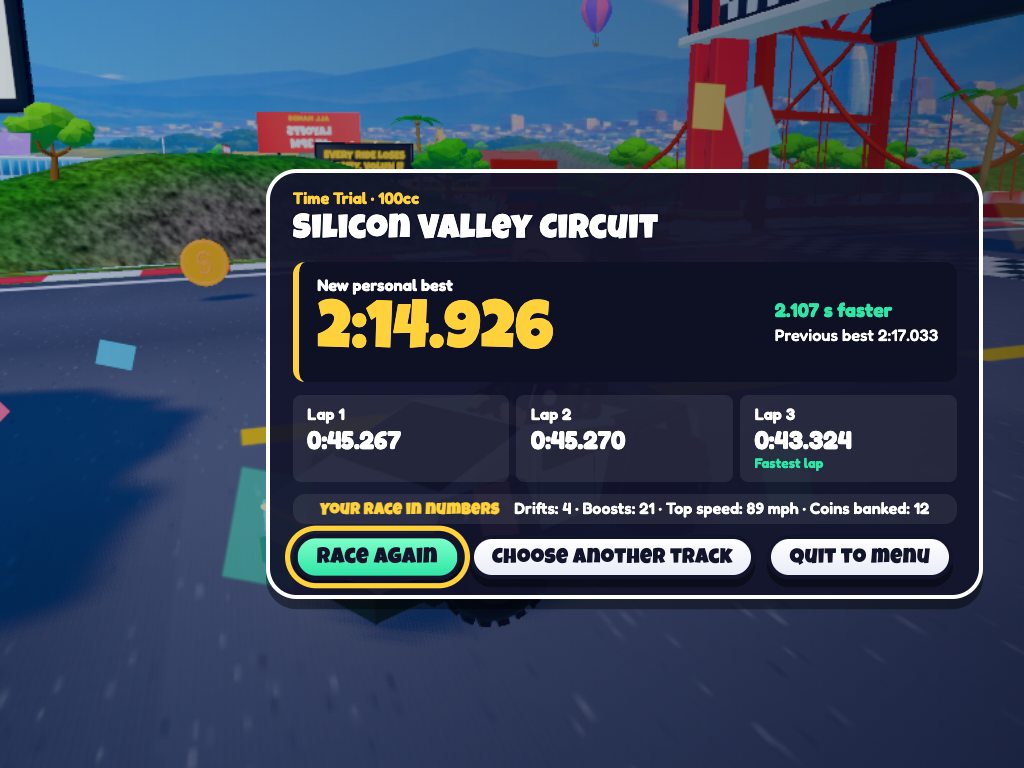 EVERY RIDE LOSES
Time Trial · 100cc
SILICON VALLEY CIRCUIT
New personal best
2:14.926
2.107 s faster
Previous best 2:17.033
Lap 1
0:45.267
Lap 2
0:45.270
Lap 3
0:43.324
Fastest lap
YOUR RACE IN NUMBERS Drifts: 4 · Boosts: 21 · Top speed: 89 mph · Coins banked: 12
RACE AGAIN
CHOOSE ANOTHER TRACK
QUIT TO MENU